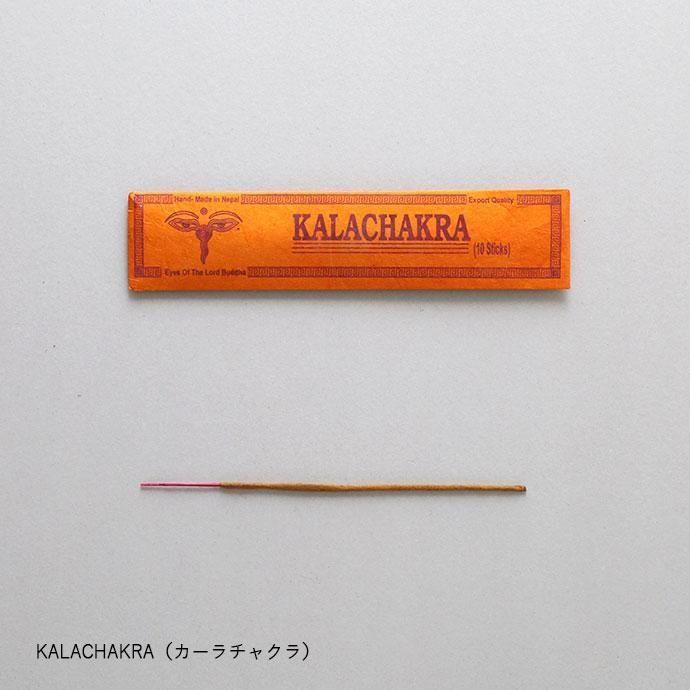 Hand- Made in Nepal
Export Quality
KALACHAKRA
(10 Sticks)
Eyes Of The Lord Buddha
KALACHAKRA（カーラチャクラ）